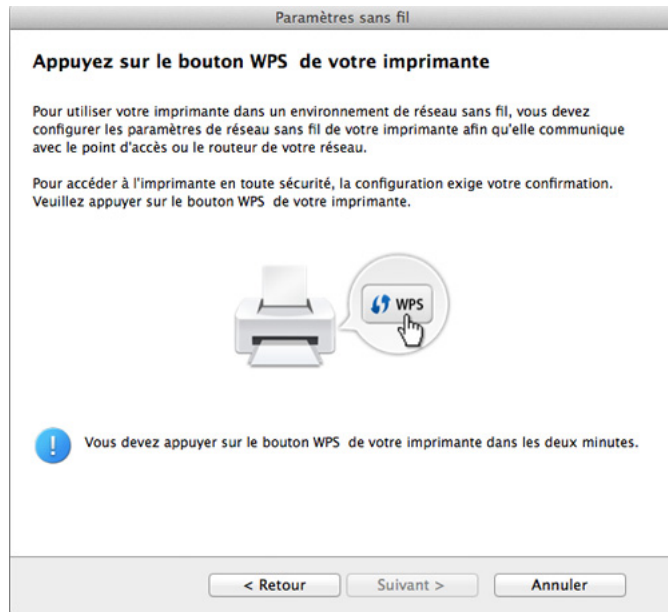 Paramètres sans fil
Appuyez sur le bouton WPS  de votre imprimante
Pour utiliser votre imprimante dans un environnement de réseau sans fil, vous devez
configurer les paramètres de réseau sans fil de votre imprimante afin qu'elle communique
avec le point d'accès ou le routeur de votre réseau.
Pour accéder à l'imprimante en toute sécurité, la configuration exige votre confirmation.
Veuillez appuyer sur le bouton WPS  de votre imprimante.
WPS
Vous devez appuyer sur le bouton WPS  de votre imprimante dans les deux minutes.
< Retour
Suivant >
Annuler